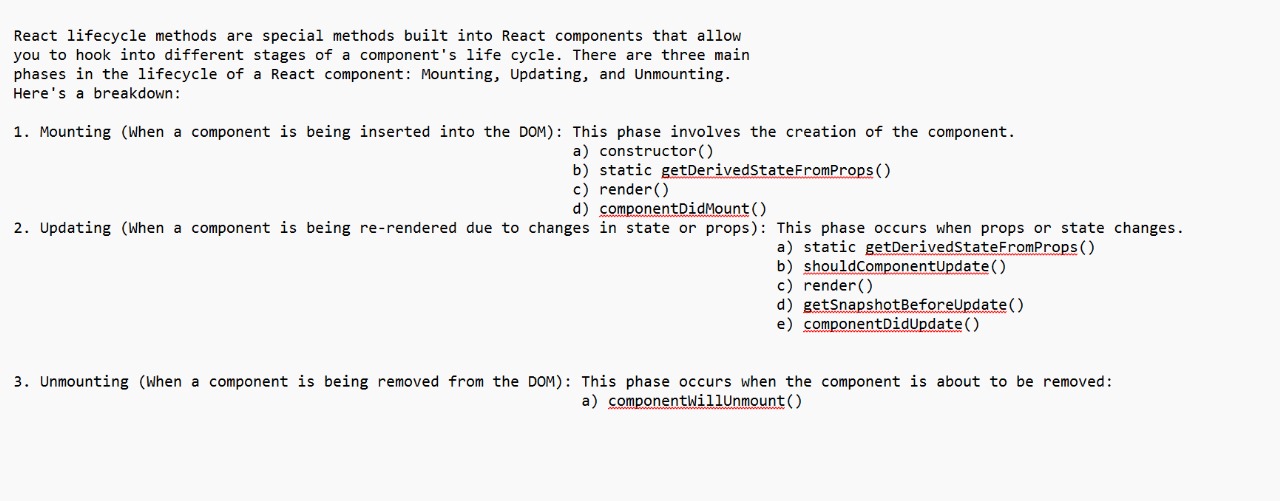 React lifecycle methods are special methods built into React components that allow
you to hook into different stages of a component's life cycle. There are three main
phases in the lifecycle of a React component: Mounting, Updating, and Unmounting.
Here's a breakdown:
1. Mounting (When a component is being inserted into the DOM): This phase involves the creation of the component.
a) constructor()
b) static getDerivedStateFromProps()
c) render()
d) componentDidMount()
2. Updating (When a component is being re-rendered due to changes in state or props): This phase occurs when props or state changes.
a) static getDerivedStateFromProps()
b) shouldComponentUpdate()
c) render()
d) getSnapshotBeforeUpdate()
e) componentDidUpdate()
3. Unmounting (When a component is being removed from the DOM): This phase occurs when the component is about to be removed:
a) componentWillUnmount()